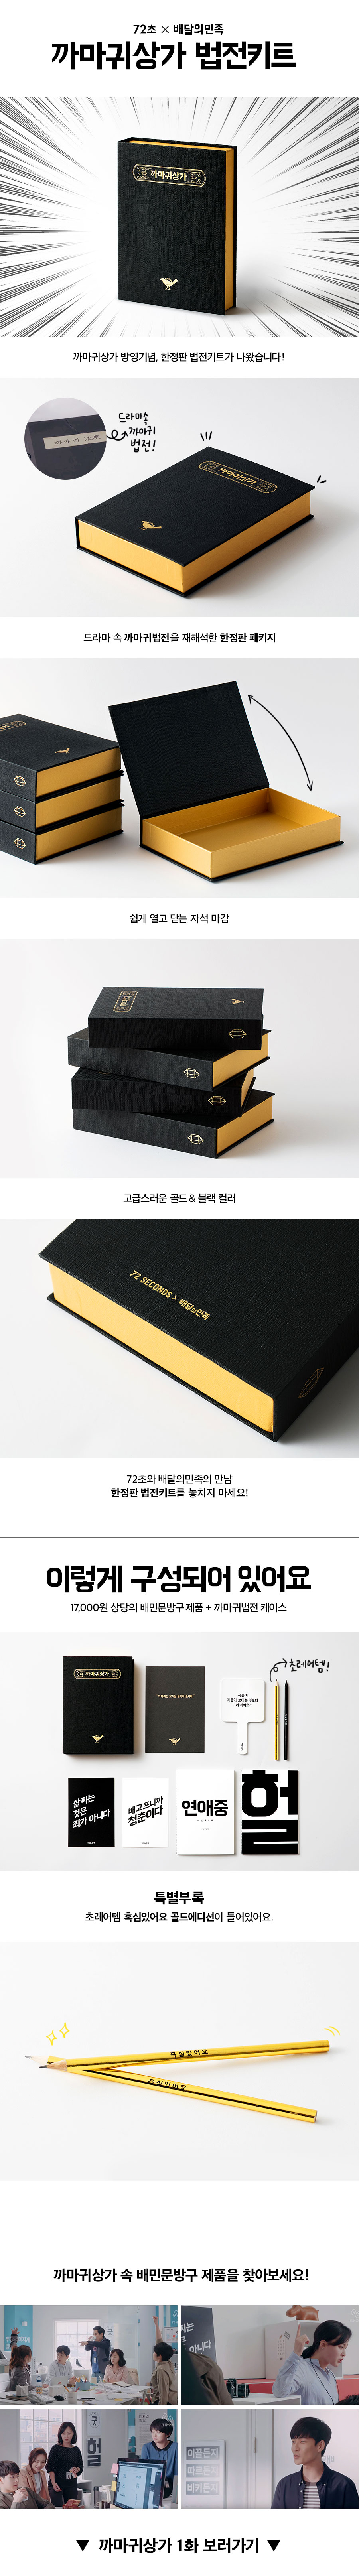 72초 × 배달의민족
까마귀상가 법전키트
까마귀상가
까마귀상가 방영기념, 한정판 법전키트가 나왔습니다!
드라마속
까마귀
법전!
까마귀상가
드라마 속 까마귀법전을 재해석한 한정판 패키지
쉽게 열고 닫는 자석 마감
고급스러운 골드 & 블랙 컬러
72 SECONDS × 배달의민족
72초와 배달의민족의 만남
한정판 법전키트를 놓치지 마세요!
이렇게 구성되어 있어요
17,000원 상당의 배민문방구 제품 + 까마귀법전 케이스
초레어템!
까마귀상가
살찌는
것은
죄가 아니다
배고프니까
청춘이다
연애중
헐
특별부록
초레어템 흑심있어요 골드에디션이 들어있어요.
흑심있어요
흑심있어요
까마귀상가 속 배민문방구 제품을 찾아보세요!
헐
이끌든지
따르든지
비키든지
▼ 까마귀상가 1화 보러가기 ▼